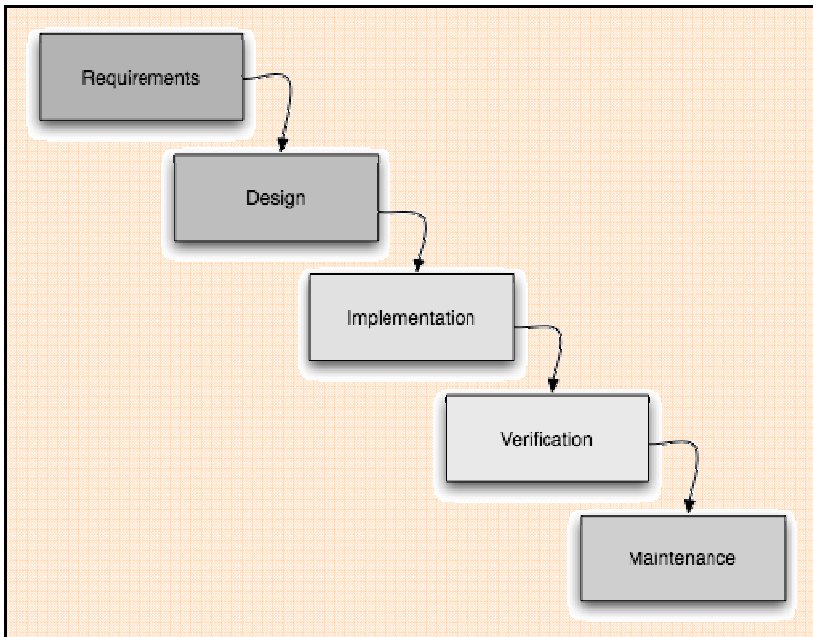 Requirements
Design
Implementation
Verification
Maintenance